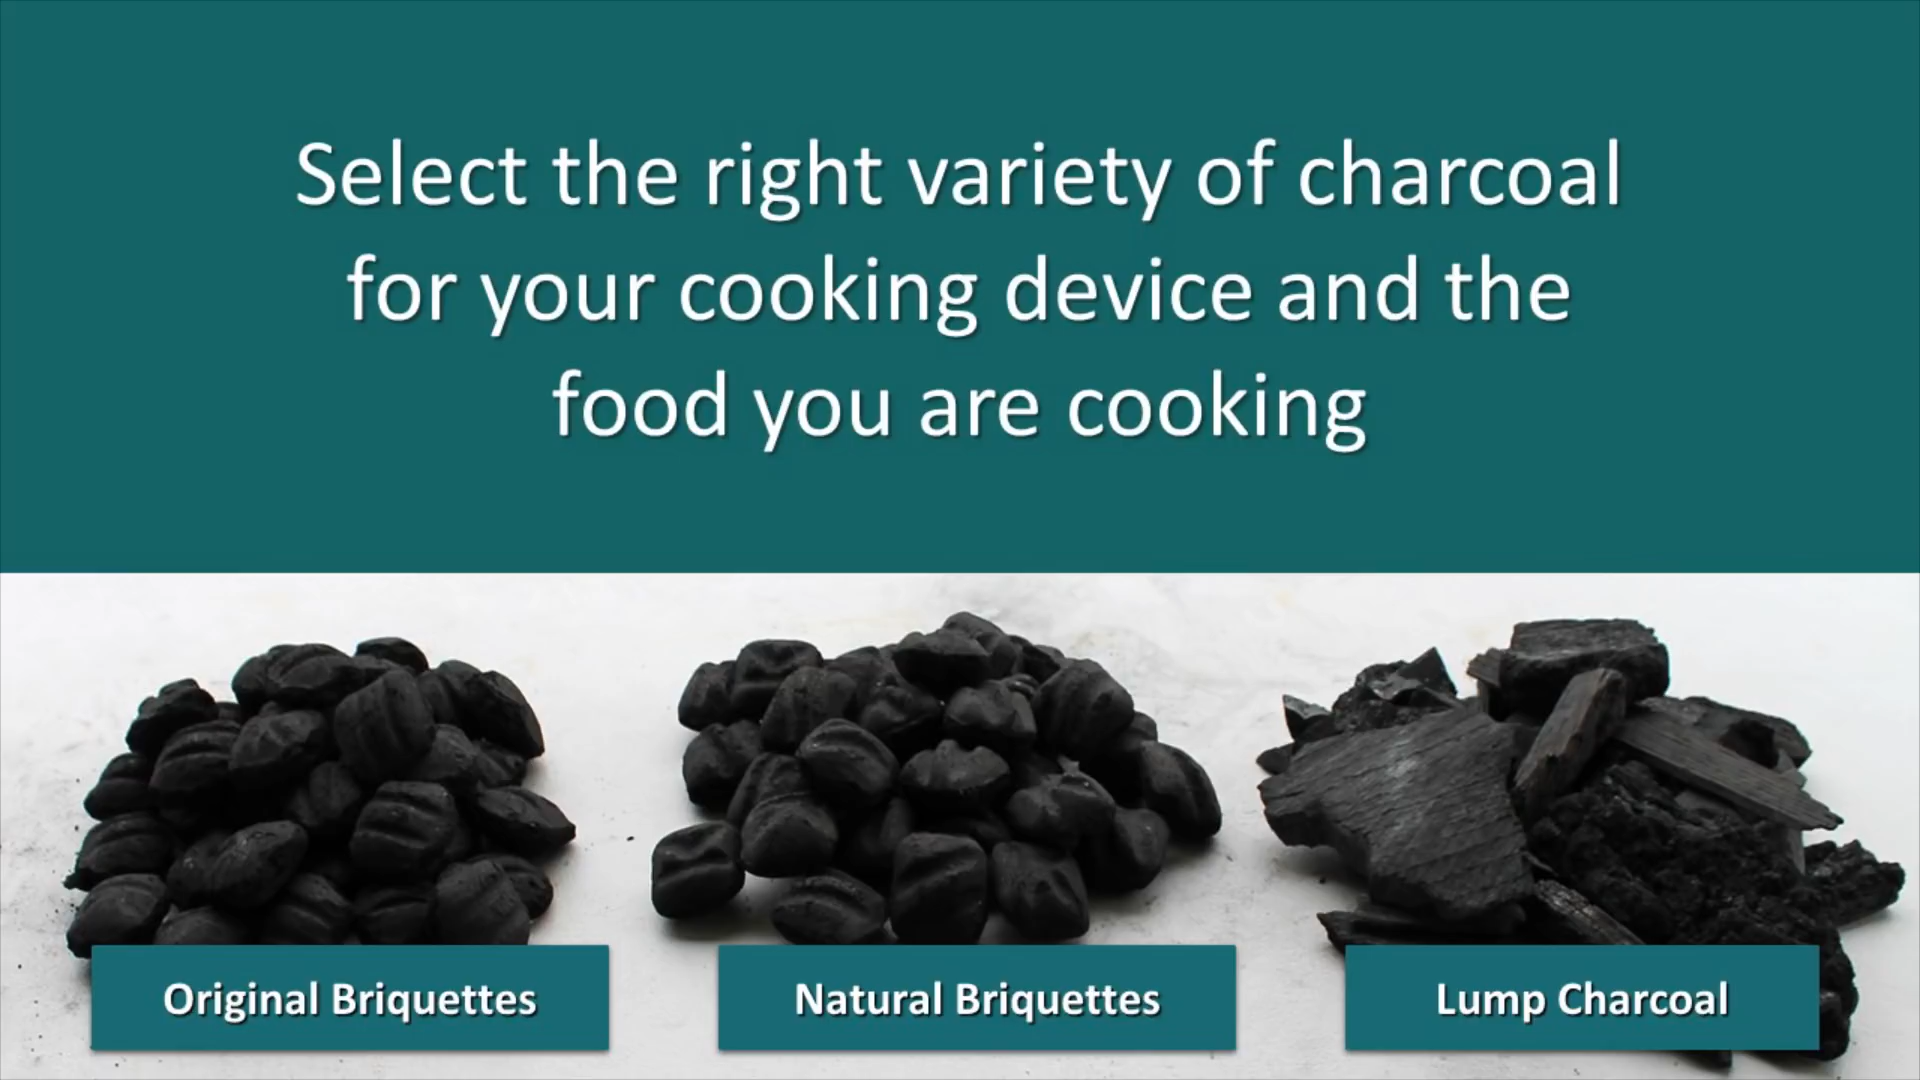 Select the right variety of charcoal
for your cooking device and the
food you are cooking
Original Briquettes
Natural Briquettes
Lump Charcoal